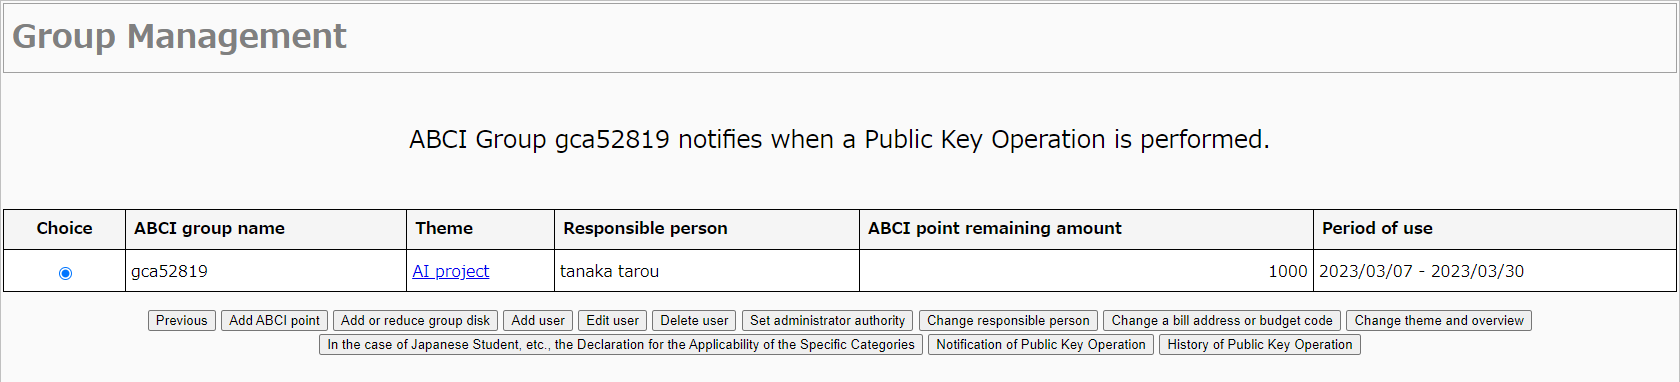 Group Management
ABCI Group gca52819 notifies when a Public Key Operation is performed.
Choice ABCI group name Theme Responsible person ABCI point remaining amount Period of use
gca52819 AI project tanaka tarou 1000 2023/03/07 - 2023/03/30
Previous Add ABCI point Add or reduce group disk Add user Edit user Delete user Set administrator authority Change responsible person Change a bill address or budget code Change theme and overview
In the case of Japanese Student, etc., the Declaration for the Applicability of the Specific Categories Notification of Public Key Operation History of Public Key Operation